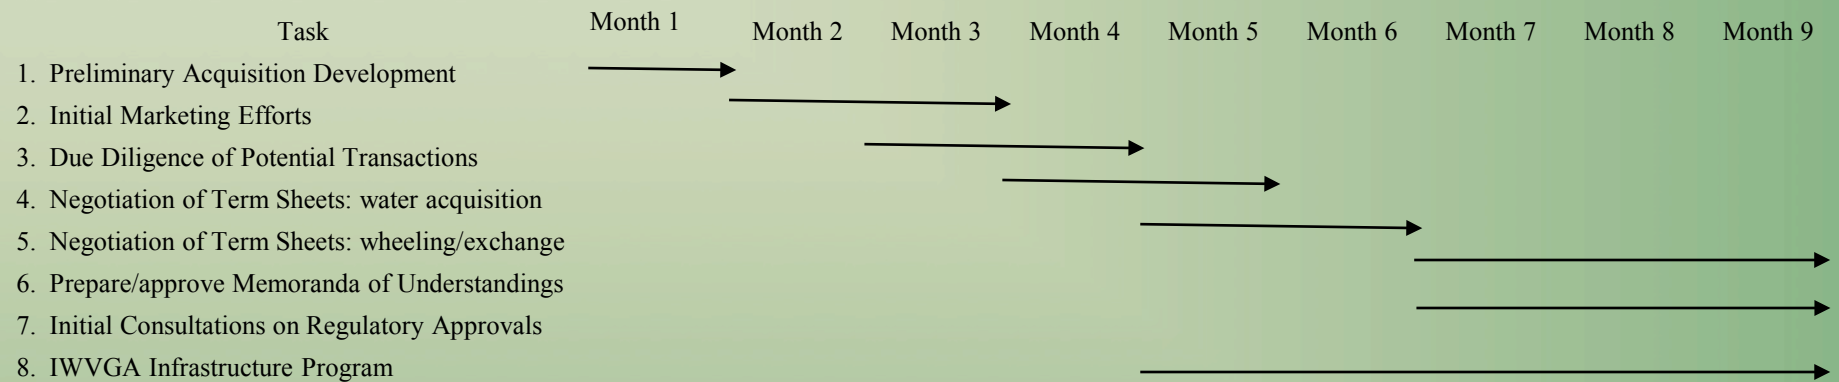 Task Month 1 Month 2 Month 3 Month 4 Month 5 Month 6 Month 7 Month 8 Month 9
1. Preliminary Acquisition Development
2. Initial Marketing Efforts
3. Due Diligence of Potential Transactions
4. Negotiation of Term Sheets: water acquisition
5. Negotiation of Term Sheets: wheeling/exchange
6. Prepare/approve Memoranda of Understandings
7. Initial Consultations on Regulatory Approvals
8. IWVGA Infrastructure Program